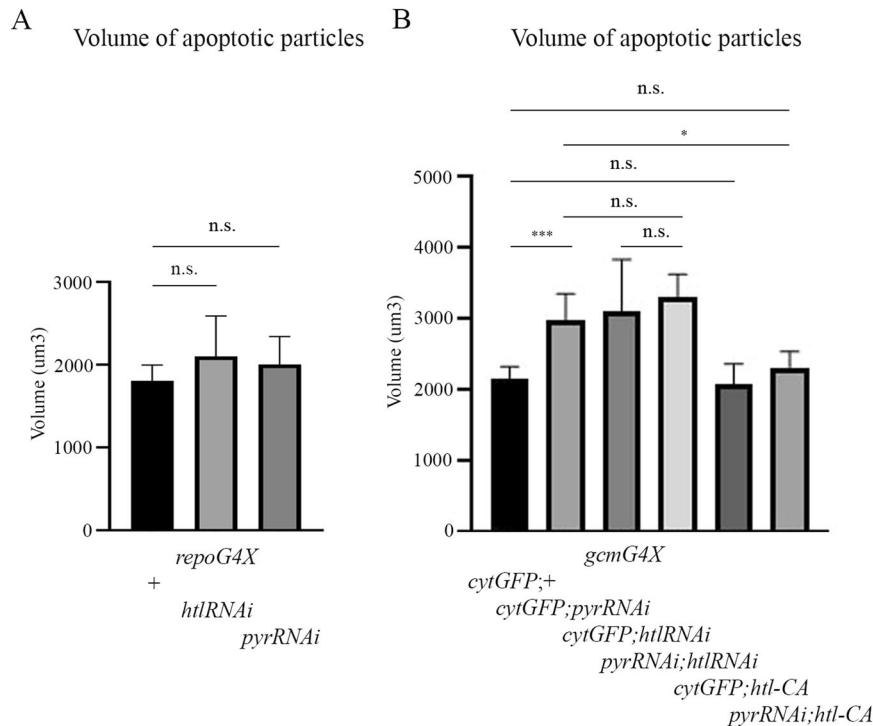 A
Volume of apoptotic particles
n.s.
n.s.
3000
2000
1000
0
Volume (um3)
repoG4X
+
htlRNAi
pyrRNAi
B
Volume of apoptotic particles
n.s.
*
n.s.
n.s.
*** n.s.
5000
4000
3000
2000
1000
0
Volume (um3)
gcmG4X
cytGFP;+
cytGFP;pyrRNAi
cytGFP;htlRNAi
pyrRNAi;htlRNAi
cytGFP;htl-CA
pyrRNAi;htl-CA